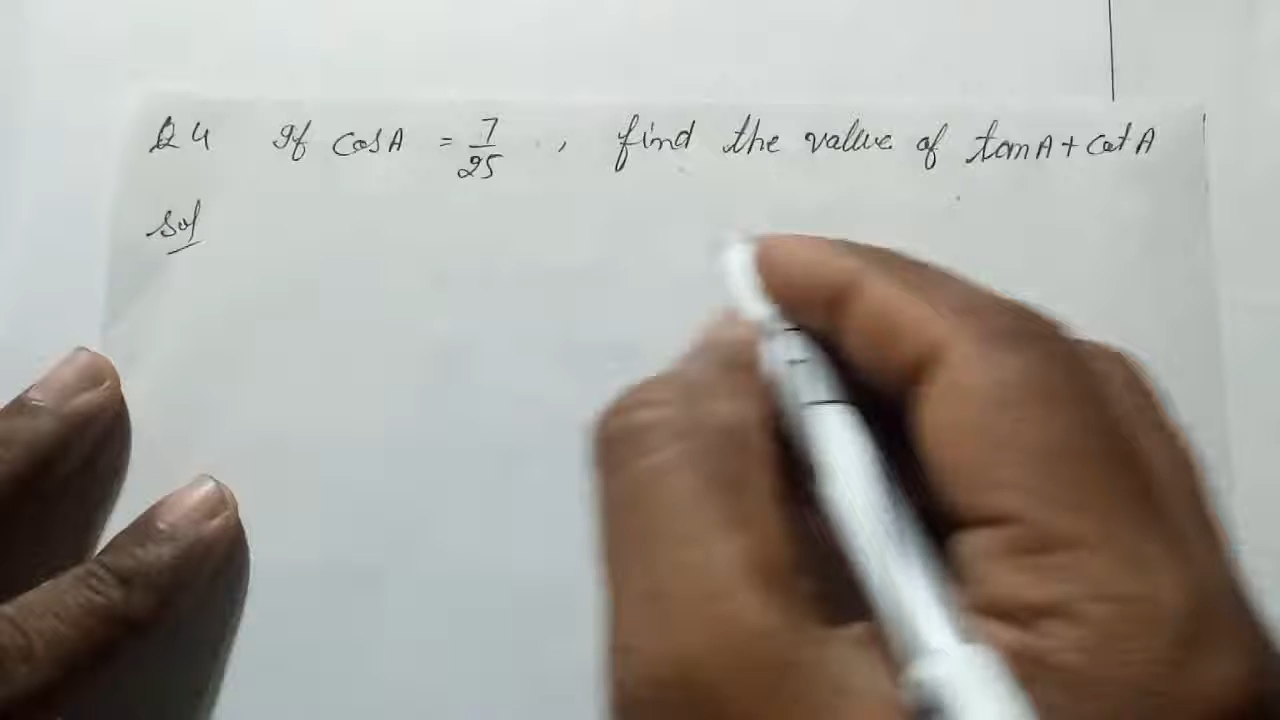 Q4 If cosA = 7/25 , find the value of tanA + cotA
Sol